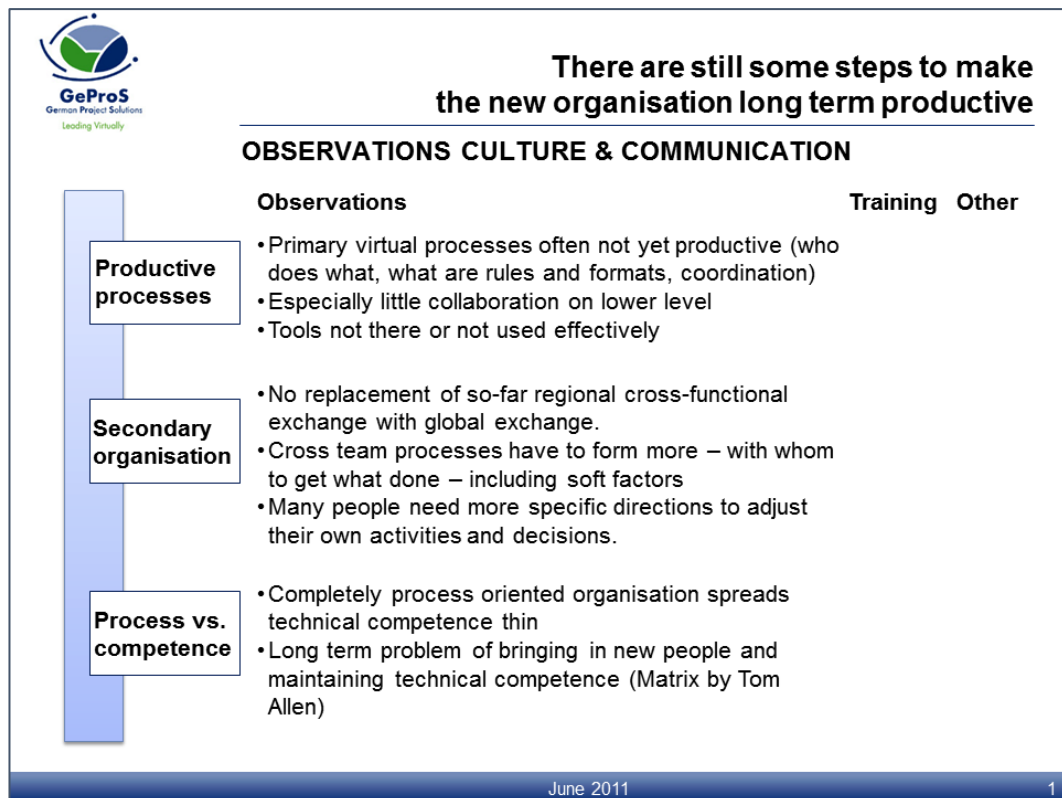 GeProS
German Project Solutions
Leading Virtually
There are still some steps to make
the new organisation long term productive
OBSERVATIONS CULTURE & COMMUNICATION
Observations Training Other
Productive
processes
•Primary virtual processes often not yet productive (who
does what, what are rules and formats, coordination)
•Especially little collaboration on lower level
•Tools not there or not used effectively
Secondary
organisation
•No replacement of so-far regional cross-functional
exchange with global exchange.
•Cross team processes have to form more – with whom
to get what done – including soft factors
•Many people need more specific directions to adjust
their own activities and decisions.
Process vs.
competence
•Completely process oriented organisation spreads
technical competence thin
•Long term problem of bringing in new people and
maintaining technical competence (Matrix by Tom
Allen)
June 2011
1